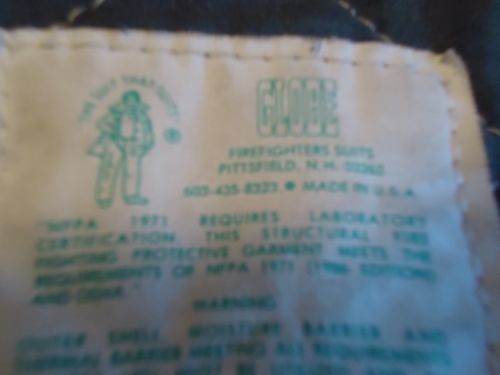 "THE SUIT THAT SUITS" ®
GLOBE
FIREFIGHTERS SUITS
PITTSFIELD, N.H. 03263
603-435-8323 • MADE IN U.S.A.
"NFPA 1971 REQUIRES LABORATORY
CERTIFICATION THIS STRUCTURAL FIRE
FIGHTING PROTECTIVE GARMENT MEETS THE
REQUIREMENTS OF NFPA 1971 (1986 EDITION)
AND OSHA."
WARNING
OUTER SHELL MOISTURE BARRIER AND
THERMAL BARRIER MEETING ALL REQUIREMENTS